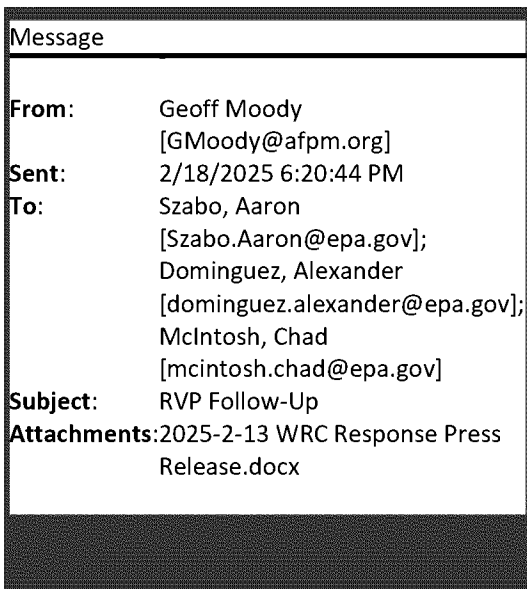 Message
From: Geoff Moody
[GMoody@afpm.org]
Sent: 2/18/2025 6:20:44 PM
To: Szabo, Aaron
[Szabo.Aaron@epa.gov];
Dominguez, Alexander
[dominguez.alexander@epa.gov];
McIntosh, Chad
[mcintosh.chad@epa.gov]
Subject: RVP Follow-Up
Attachments:2025-2-13 WRC Response Press
Release.docx